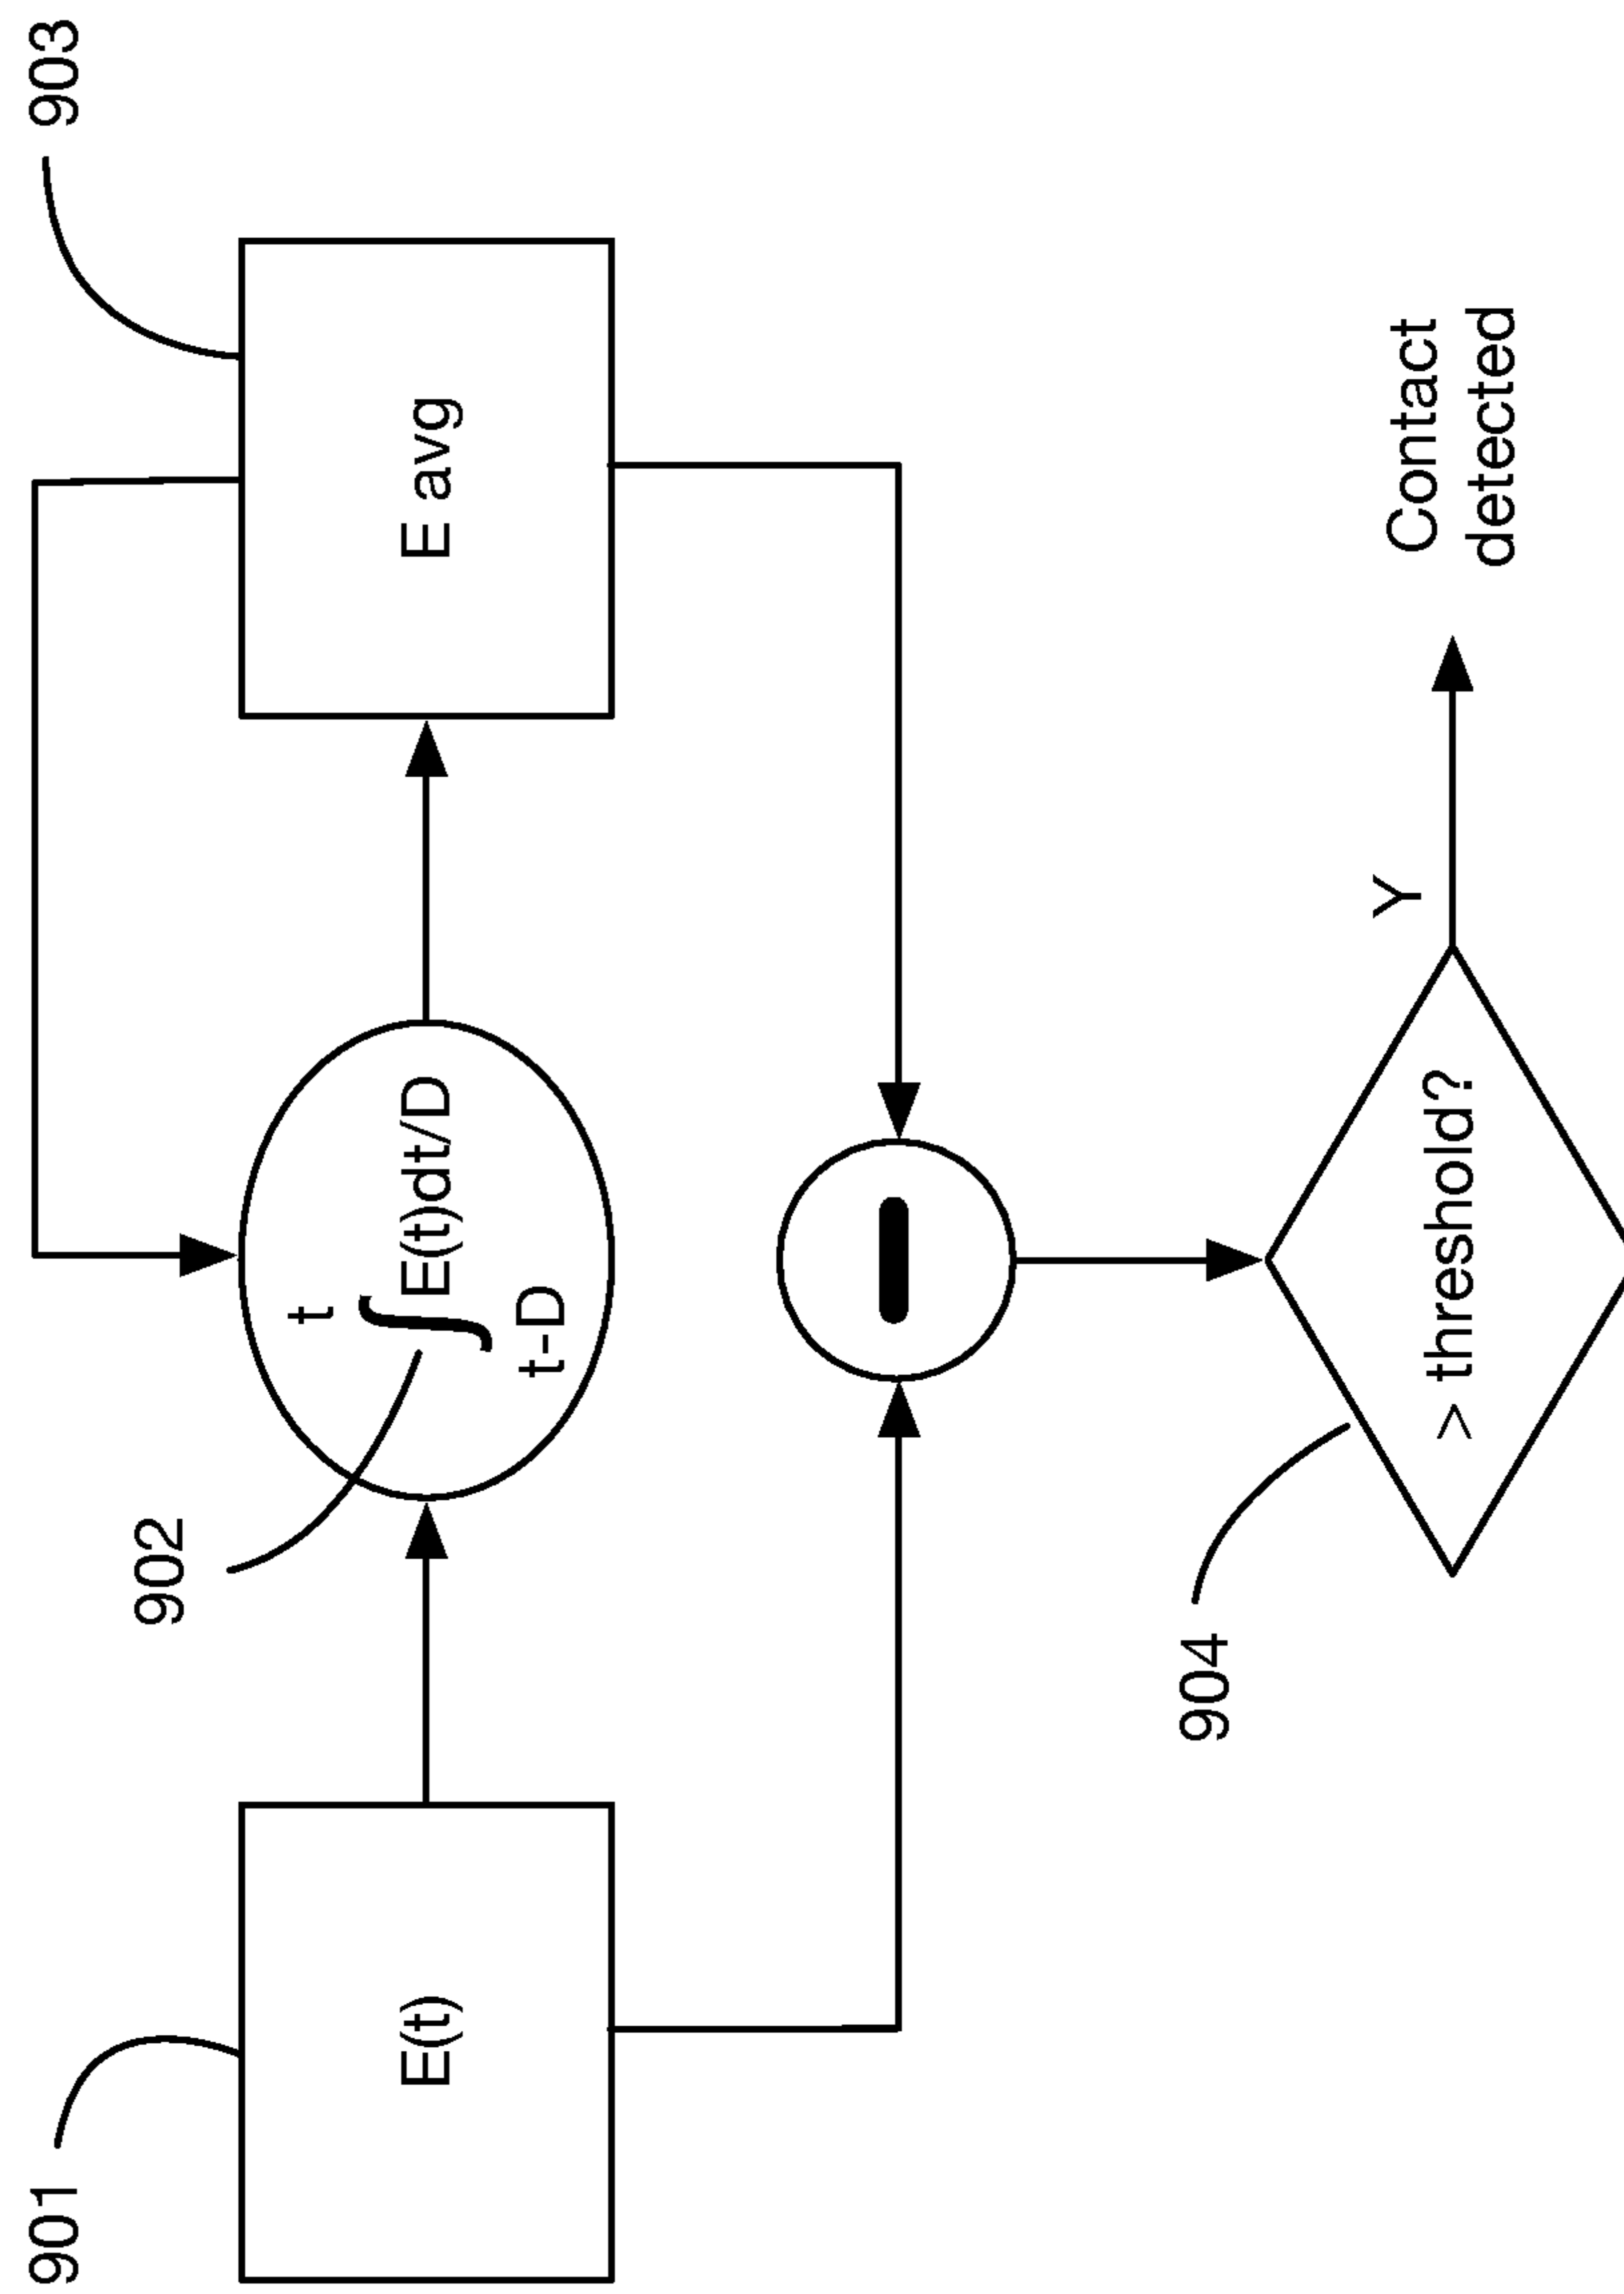 901
902
903
E(t)
t
∫E(t)dt/D
t-D
E avg
904
> threshold?
Y
Contact
detected